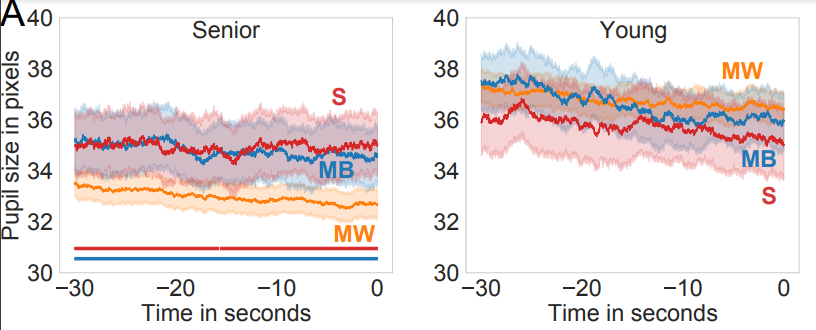 A
Senior
Young
Pupil size in pixels
40
38
36
34
32
30
S
MB
MW
−30
−20
−10
0
Time in seconds
40
38
36
34
32
30
MW
MB
S
−30
−20
−10
0
Time in seconds